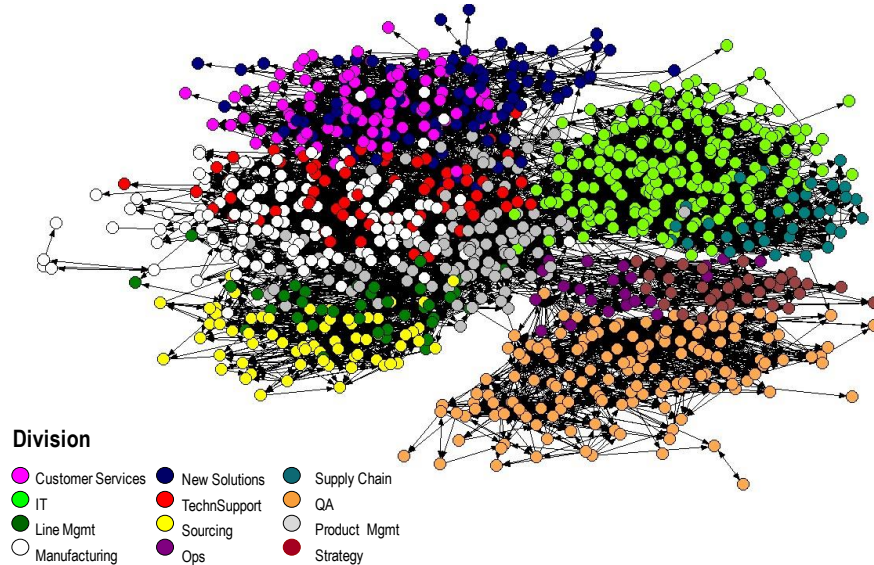 Division
Customer Services
New Solutions
Supply Chain
IT
TechnSupport
QA
Line Mgmt
Sourcing
Product Mgmt
Manufacturing
Ops
Strategy